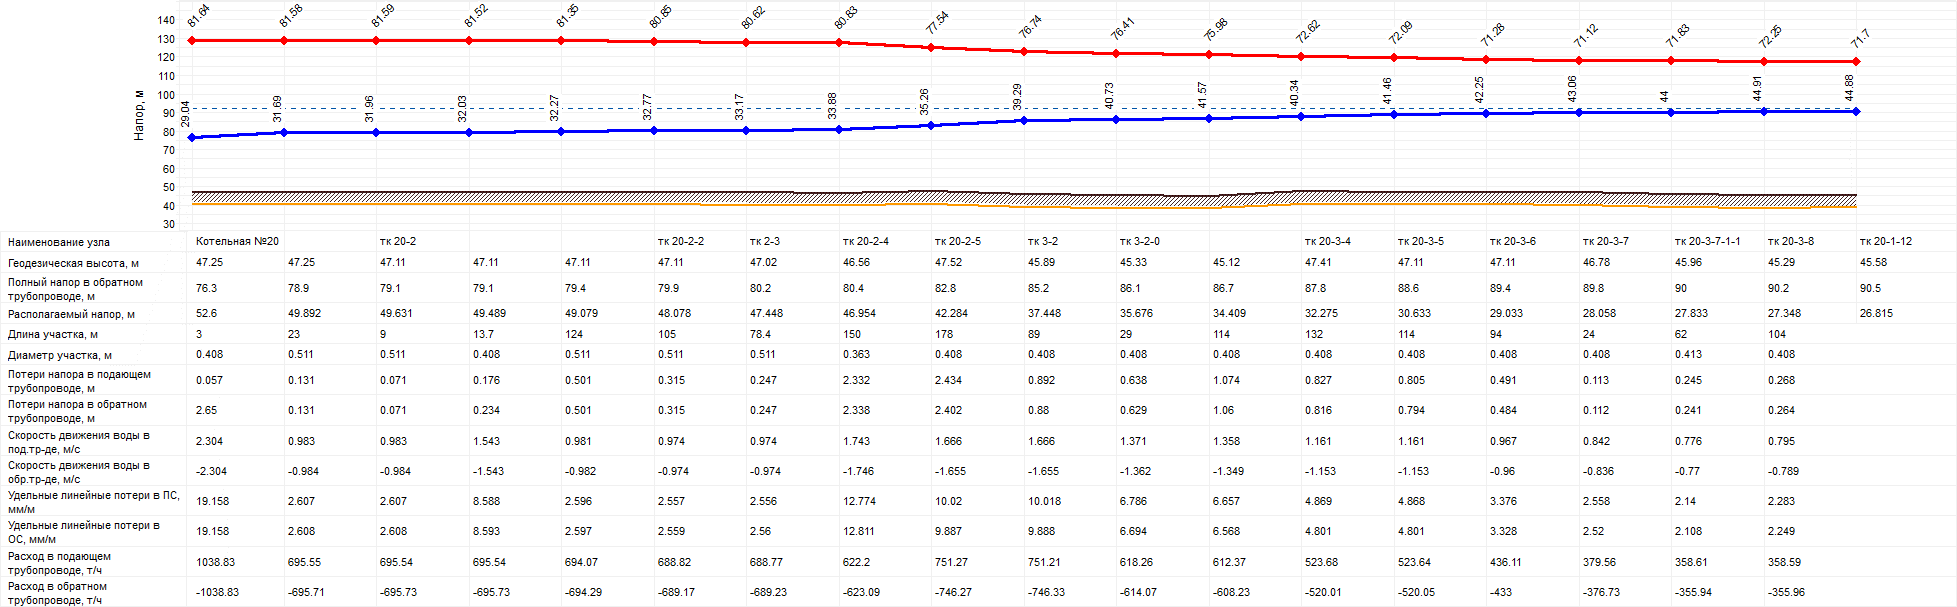 81.64 81.58 81.59 81.52 81.35 80.85 80.62 80.83 77.54 76.74 76.41 75.98 72.62 72.09 71.28 71.12 71.83 72.25 71.7
140
130
120
110
100
90
80
70
60
50
40
30
Напор, м
29.04 31.69 31.96 32.03 32.27 32.77 33.17 33.88 35.26 39.29 40.73 41.57 40.34 41.46 42.25 43.06 44 44.91 44.88
Наименование узла Котельная №20 тк 20-2 тк 20-2-2 тк 2-3 тк 20-2-4 тк 20-2-5 тк 3-2 тк 3-2-0 тк 20-3-4 тк 20-3-5 тк 20-3-6 тк 20-3-7 тк 20-3-7-1-1 тк 20-3-8 тк 20-1-12
Геодезическая высота, м 47.25 47.25 47.11 47.11 47.11 47.11 47.02 46.56 47.52 45.89 45.33 45.12 47.41 47.11 47.11 46.78 45.96 45.29 45.58
Полный напор в обратном
трубопроводе, м 76.3 78.9 79.1 79.1 79.4 79.9 80.2 80.4 82.8 85.2 86.1 86.7 87.8 88.6 89.4 89.8 90 90.2 90.5
Располагаемый напор, м 52.6 49.892 49.631 49.489 49.079 48.078 47.448 46.954 42.284 37.448 35.676 34.409 32.275 30.633 29.033 28.058 27.833 27.348 26.815
Длина участка, м 3 23 9 13.7 124 105 78.4 150 178 89 29 114 132 114 94 24 62 104
Диаметр участка, м 0.408 0.511 0.511 0.408 0.511 0.511 0.511 0.363 0.408 0.408 0.408 0.408 0.408 0.408 0.408 0.408 0.413 0.408
Потери напора в подающем
трубопроводе, м 0.057 0.131 0.071 0.176 0.501 0.315 0.247 2.332 2.434 0.892 0.638 1.074 0.827 0.805 0.491 0.113 0.245 0.268
Потери напора в обратном
трубопроводе, м 2.65 0.131 0.071 0.234 0.501 0.315 0.247 2.338 2.402 0.88 0.629 1.06 0.816 0.794 0.484 0.112 0.241 0.264
Скорость движения воды в
под.тр-де, м/с 2.304 0.983 0.983 1.543 0.981 0.974 0.974 1.743 1.666 1.666 1.371 1.358 1.161 1.161 0.967 0.842 0.776 0.795
Скорость движения воды в
обр.тр-де, м/с -2.304 -0.984 -0.984 -1.543 -0.982 -0.974 -0.974 -1.746 -1.655 -1.655 -1.362 -1.349 -1.153 -1.153 -0.96 -0.836 -0.77 -0.789
Удельные линейные потери в ПС,
мм/м 19.158 2.607 2.607 8.588 2.596 2.557 2.556 12.774 10.02 10.018 6.786 6.657 4.869 4.868 3.376 2.558 2.14 2.283
Удельные линейные потери в
ОС, мм/м 19.158 2.608 2.608 8.593 2.597 2.559 2.56 12.811 9.887 9.888 6.694 6.568 4.801 4.801 3.328 2.52 2.108 2.249
Расход в подающем
трубопроводе, т/ч 1038.83 695.55 695.54 695.54 694.07 688.82 688.77 622.2 751.27 751.21 618.26 612.37 523.68 523.64 436.11 379.56 358.61 358.59
Расход в обратном
трубопроводе, т/ч -1038.83 -695.71 -695.73 -695.73 -694.29 -689.17 -689.23 -623.09 -746.27 -746.33 -614.07 -608.23 -520.01 -520.05 -433 -376.73 -355.94 -355.96